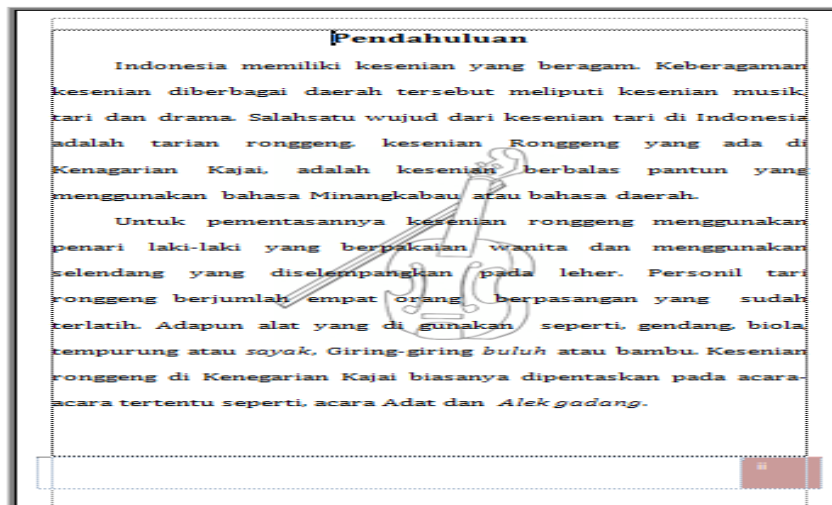 Pendahuluan
Indonesia memiliki kesenian yang beragam. Keberagaman
kesenian diberbagai daerah tersebut meliputi kesenian musik,
tari dan drama. Salahsatu wujud dari kesenian tari di Indonesia
adalah tarian ronggeng. kesenian Ronggeng yang ada di
Kenagarian Kajai, adalah kesenian berbalas pantun yang
menggunakan bahasa Minangkabau atau bahasa daerah.
Untuk pementasannya kesenian ronggeng menggunakan
penari laki-laki yang berpakaian wanita dan menggunakan
selendang yang diselempangkan pada leher. Personil tari
ronggeng berjumlah empat orang berpasangan yang sudah
terlatih. Adapun alat yang di gunakan seperti, gendang, biola,
tempurung atau sayak, Giring-giring buluh atau bambu. Kesenian
ronggeng di Kenegarian Kajai biasanya dipentaskan pada acara-
acara tertentu seperti, acara Adat dan Alek gadang.